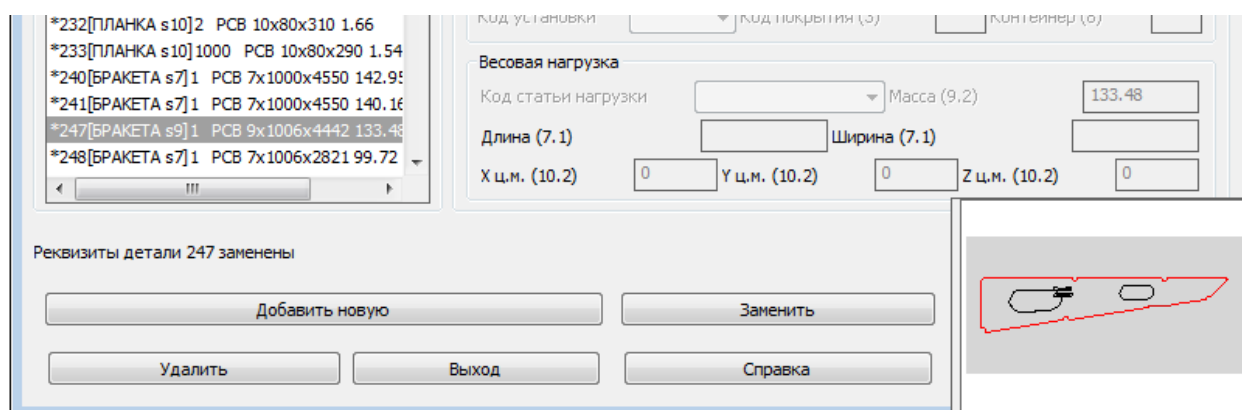 *232[ПЛАНКА s10]2 PCB 10x80x310 1.66
*233[ПЛАНКА s10]1000 PCB 10x80x290 1.54
*240[БРАКЕТА s7]1 PCB 7x1000x4550 142.95
*241[БРАКЕТА s7]1 PCB 7x1000x4550 140.16
*247[БРАКЕТА s9]1 PCB 9x1006x4442 133.48
*248[БРАКЕТА s7]1 PCB 7x1006x2821 99.72
Код установки Код покрытия (3) Контейнер (8)
Весовая нагрузка
Код статьи нагрузки Масса (9.2) 133.48
Длина (7.1) Ширина (7.1)
X ц.м. (10.2) 0 Y ц.м. (10.2) 0 Z ц.м. (10.2) 0
Реквизиты детали 247 заменены
Добавить новую Заменить
Удалить Выход Справка